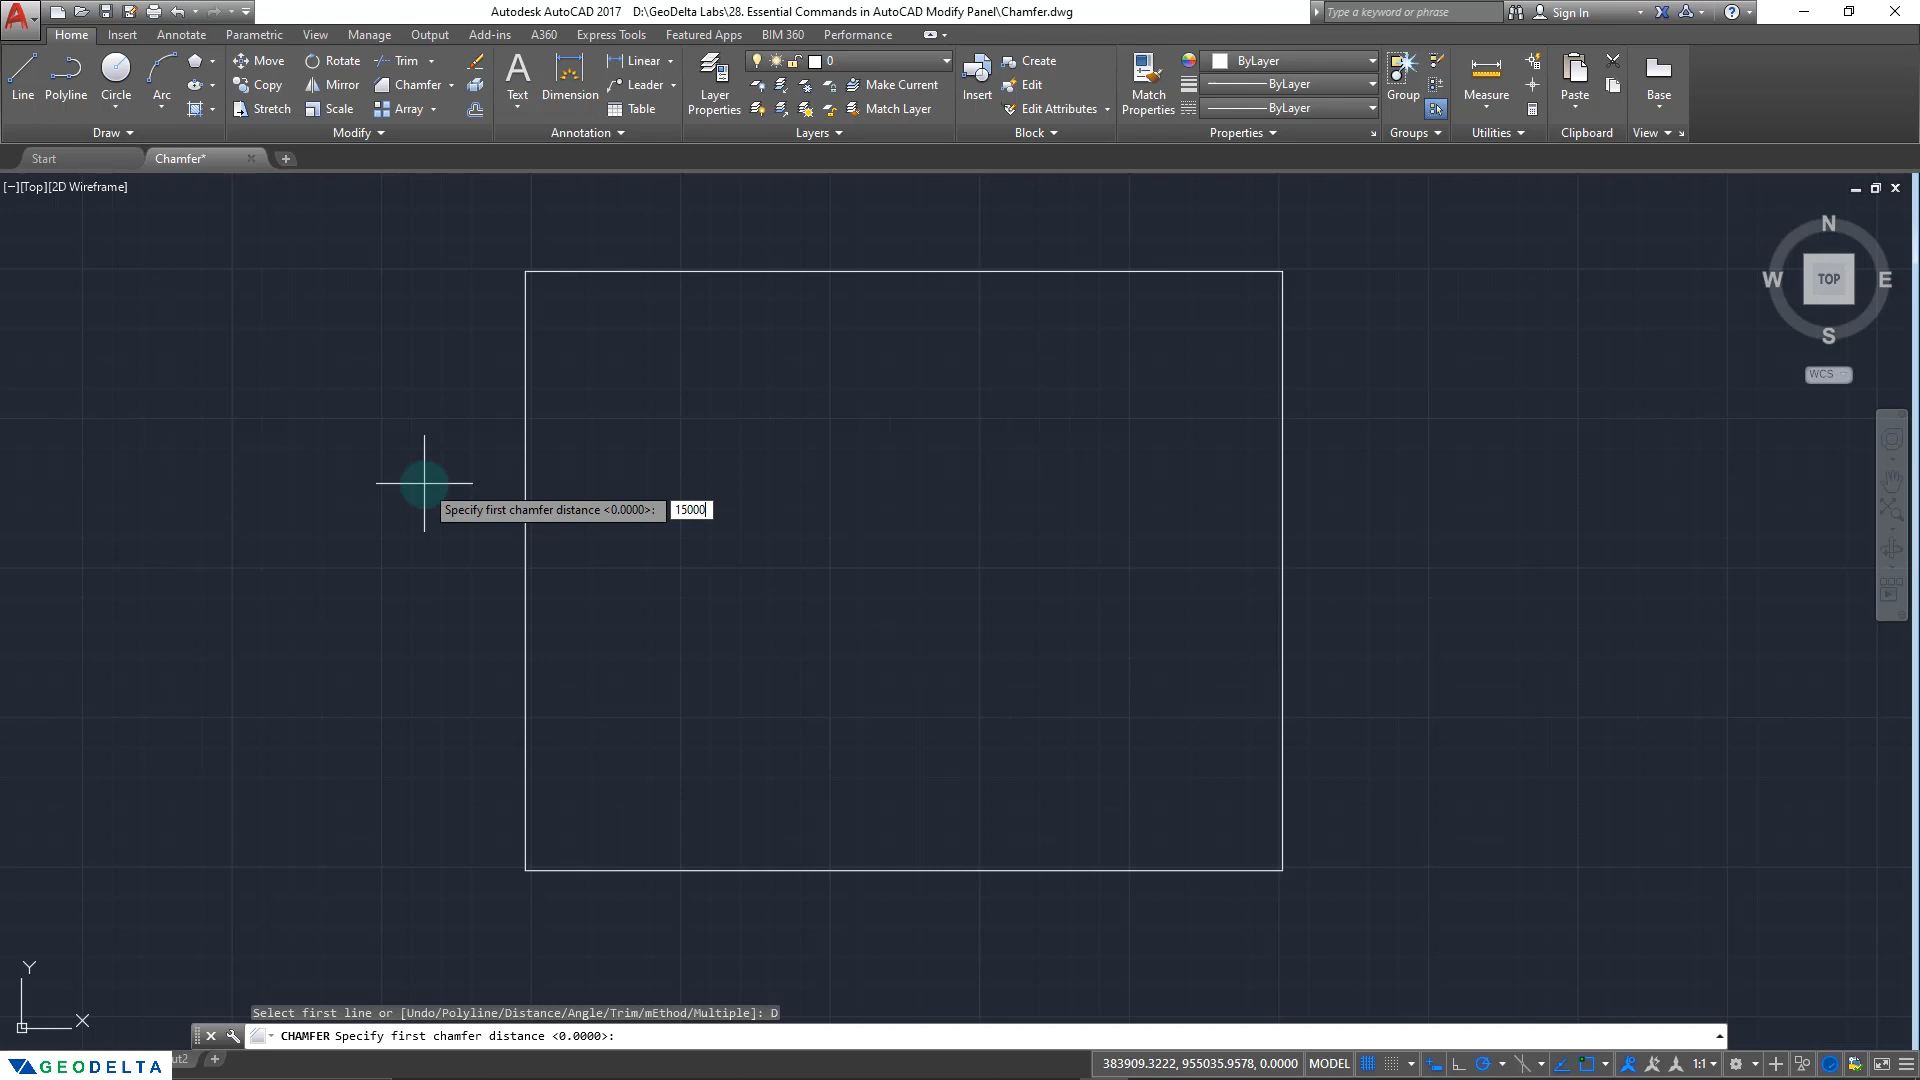 Autodesk AutoCAD 2017 D:\GeoDelta Labs\28. Essential Commands in AutoCAD Modify Panel\Chamfer.dwg
Type a keyword or phrase
Sign In
Home Insert Annotate Parametric View Manage Output Add-ins A360 Express Tools Featured Apps BIM 360 Performance
Line Polyline Circle Arc
Draw
Move Rotate Trim
Copy Mirror Chamfer
Stretch Scale Array
Modify
Text Dimension
Linear
Leader
Table
Annotation
Layer Properties
0
Make Current
Match Layer
Layers
Insert
Create
Edit
Edit Attributes
Block
Match Properties
ByLayer
ByLayer
ByLayer
Properties
Group
Groups
Measure
Utilities
Paste
Clipboard
Base
View
Start Chamfer*
[−][Top][2D Wireframe]
N
W TOP E
S
WCS
Specify first chamfer distance <0.0000>: 15000
Y
X
Select first line or [Undo/Polyline/Distance/Angle/Trim/mEthod/Multiple]: D
CHAMFER Specify first chamfer distance <0.0000>:
GEODELTA
ut2
383909.3222, 955035.9578, 0.0000 MODEL 1:1